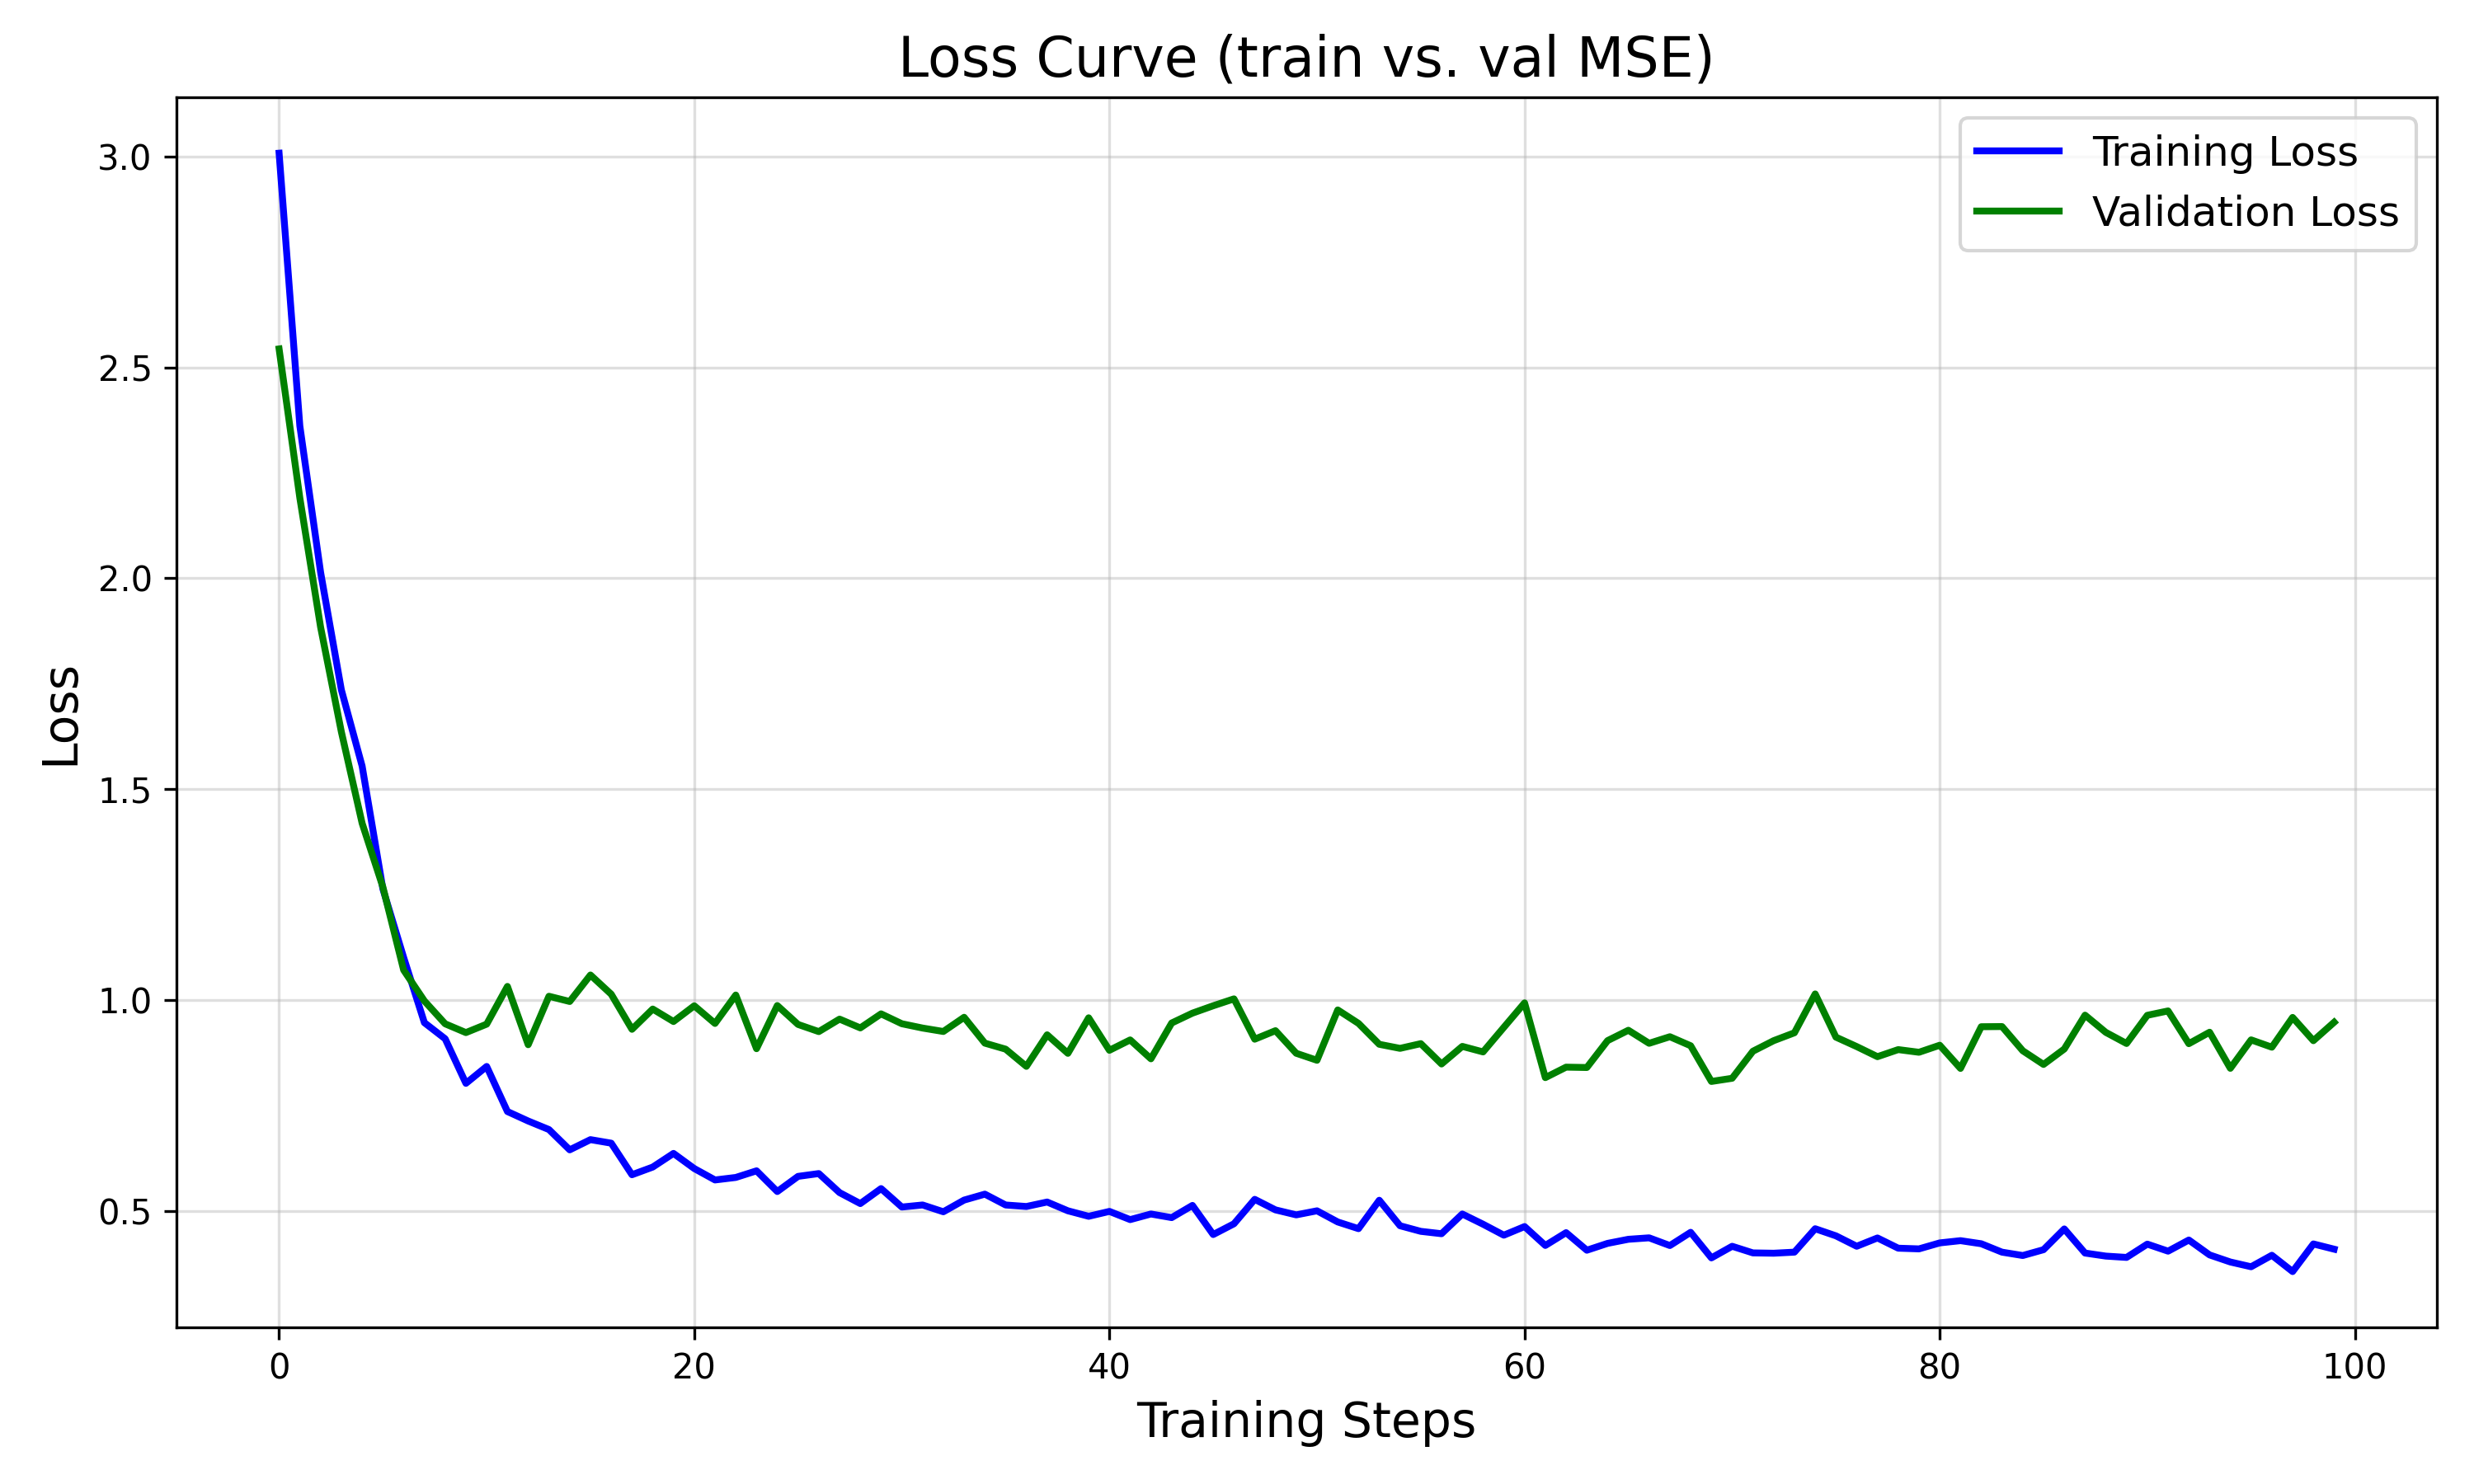 Loss Curve (train vs. val MSE)
Training Loss
Validation Loss
3.0
2.5
2.0
1.5
1.0
0.5
Loss
0 20 40 60 80 100
Training Steps